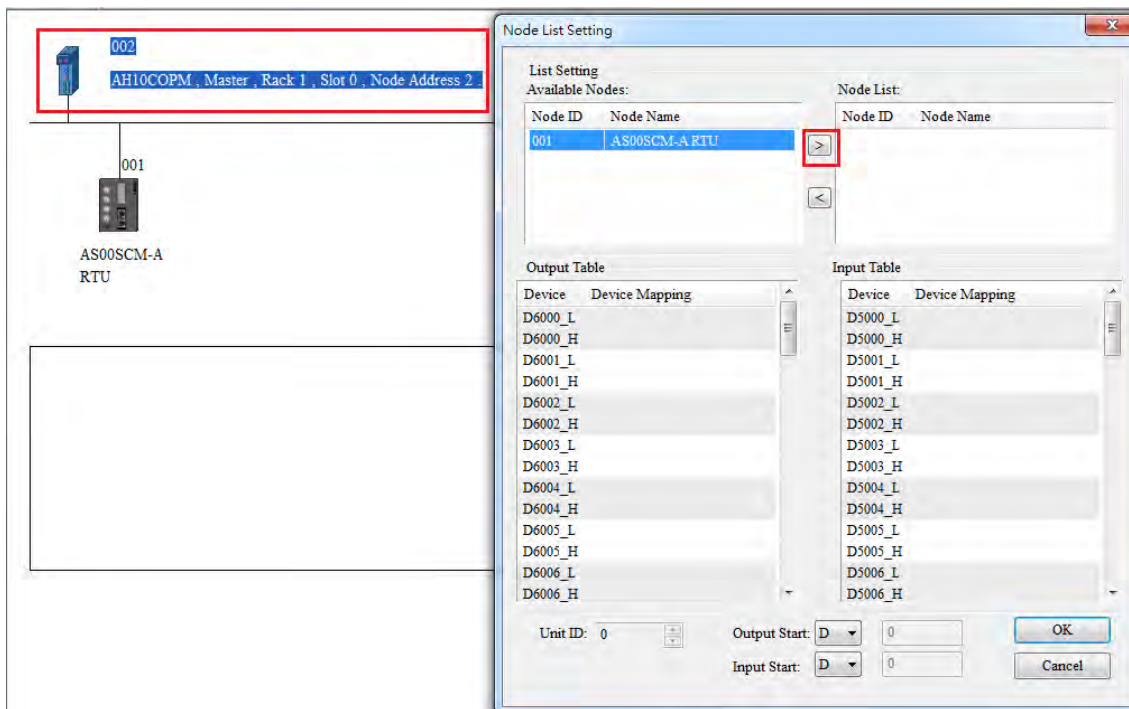 002
AH10COPM , Master , Rack 1 , Slot 0 , Node Address 2 .
001
AS00SCM-A
RTU
Node List Setting
List Setting
Available Nodes:
Node ID Node Name
001 AS00SCM-A RTU
>
<
Node List:
Node ID Node Name
Output Table
Device Device Mapping
D6000_L
D6000_H
D6001_L
D6001_H
D6002_L
D6002_H
D6003_L
D6003_H
D6004_L
D6004_H
D6005_L
D6005_H
D6006_L
D6006_H
Input Table
Device Device Mapping
D5000_L
D5000_H
D5001_L
D5001_H
D5002_L
D5002_H
D5003_L
D5003_H
D5004_L
D5004_H
D5005_L
D5005_H
D5006_L
D5006_H
Unit ID: 0
Output Start: D 0
Input Start: D 0
OK
Cancel